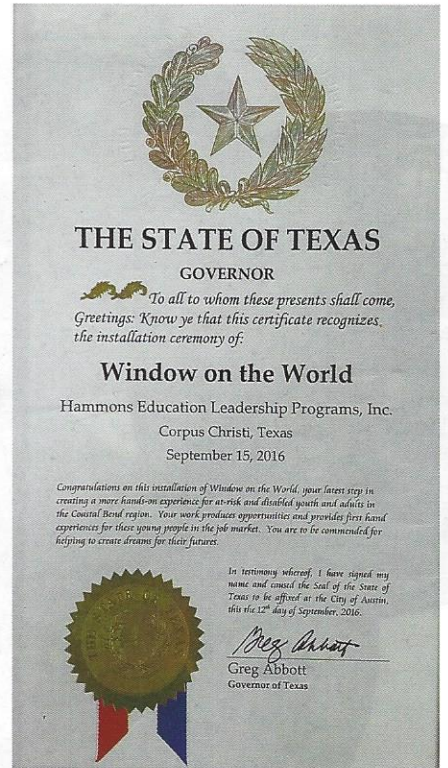 THE STATE OF TEXAS
GOVERNOR
To all to whom these presents shall come,
Greetings: Know ye that this certificate recognizes,
the installation ceremony of:
Window on the World
Hammons Education Leadership Programs, Inc.
Corpus Christi, Texas
September 15, 2016
Congratulations on this installation of Window on the World, your latest step in
creating a more hands-on experience for at-risk and disabled youth and adults in
the Coastal Bend region. Your work produces opportunities and provides first hand
experiences for these young people in the job market. You are to be commended for
helping to create dreams for their futures.
In testimony whereof, I have signed my
name and caused the Seal of the State of
Texas to be affixed at the City of Austin,
this the 12th day of September, 2016.
Greg Abbott
Greg Abbott
Governor of Texas